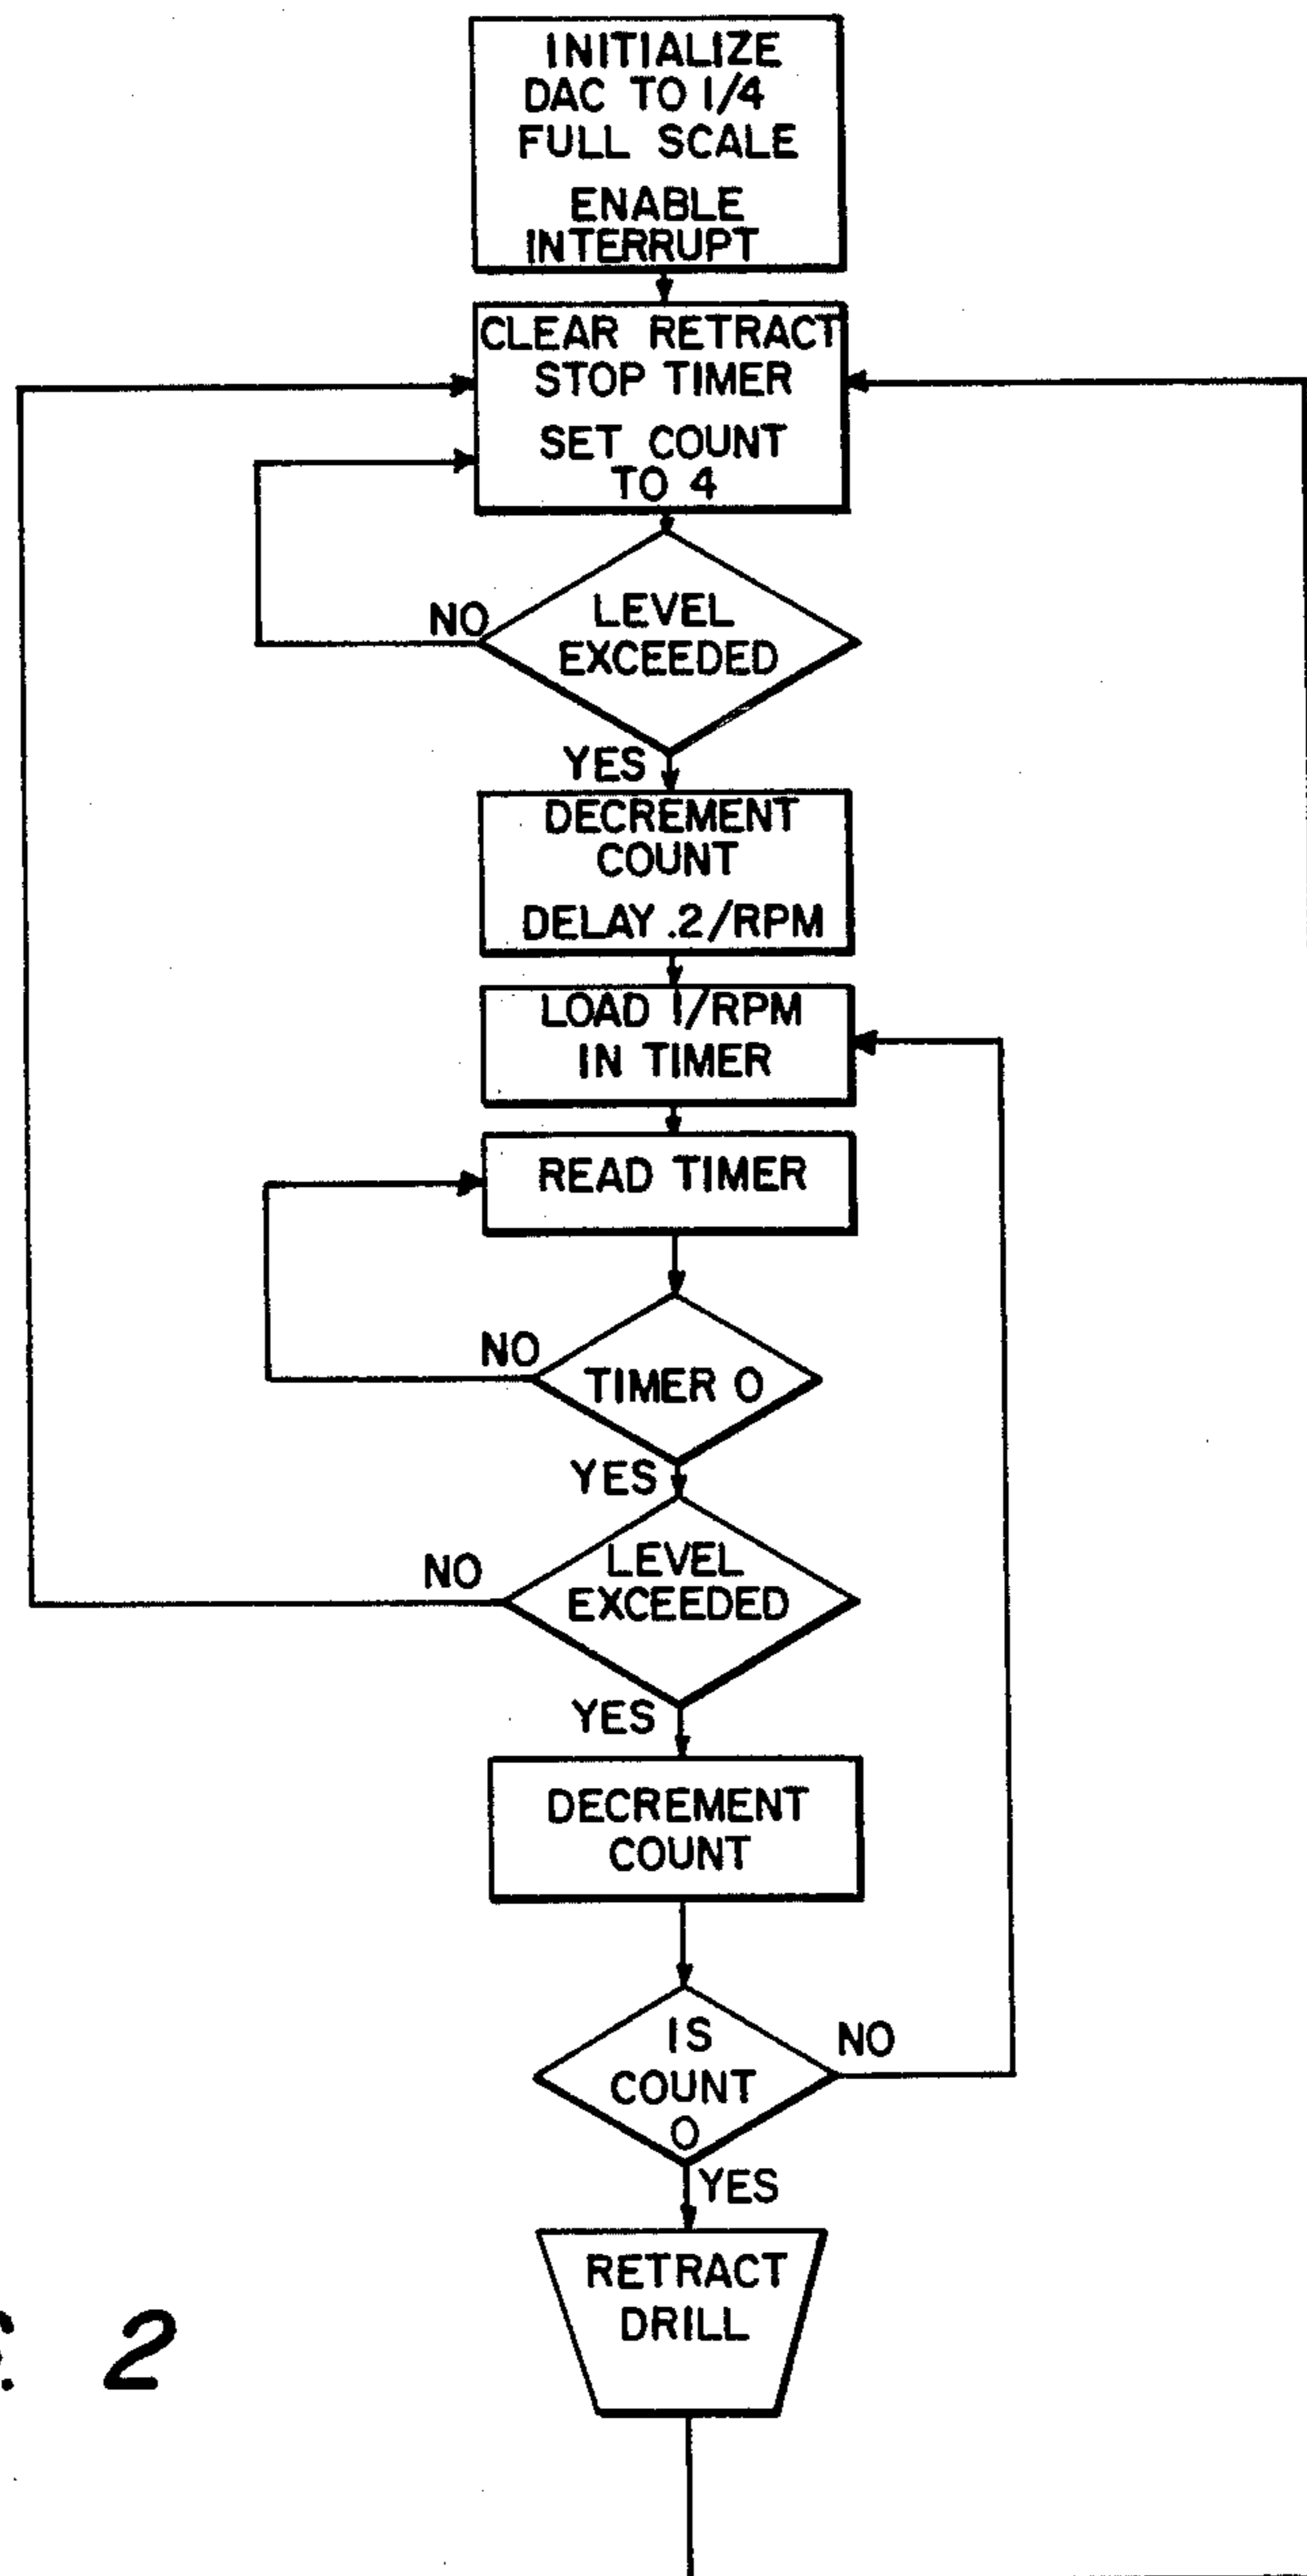 INITIALIZE
DAC TO 1/4
FULL SCALE
ENABLE
INTERRUPT
CLEAR RETRACT
STOP TIMER
SET COUNT
TO 4
NO
LEVEL
EXCEEDED
YES
DECREMENT
COUNT
DELAY .2/RPM
LOAD 1/RPM
IN TIMER
READ TIMER
NO
TIMER 0
YES
NO
LEVEL
EXCEEDED
YES
DECREMENT
COUNT
IS
COUNT
0
NO
YES
RETRACT
DRILL
2